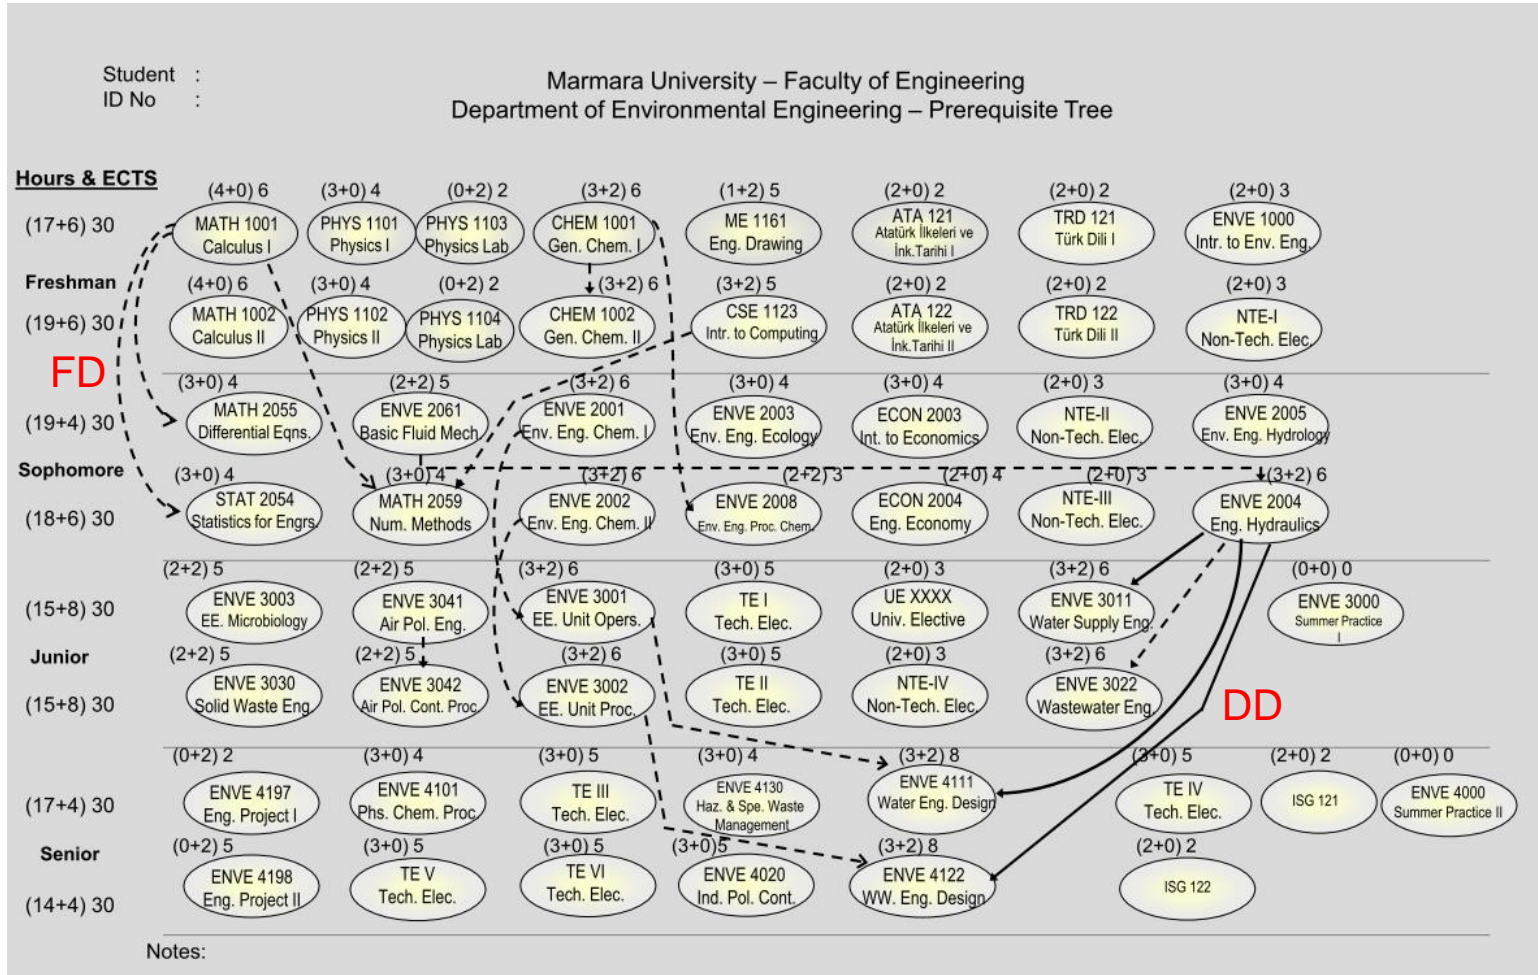 Student :
ID No :
Marmara University – Faculty of Engineering
Department of Environmental Engineering – Prerequisite Tree
Hours & ECTS
(4+0) 6
(3+0) 4
(0+2) 2
(3+2) 6
(1+2) 5
(2+0) 2
(2+0) 2
(2+0) 3
(17+6) 30
MATH 1001
Calculus I
PHYS 1101
Physics I
PHYS 1103
Physics Lab
CHEM 1001
Gen. Chem. I
ME 1161
Eng. Drawing
ATA 121
Atatürk İlkeleri ve
İnk.Tarihi I
TRD 121
Türk Dili I
ENVE 1000
Intr. to Env. Eng.
Freshman
(4+0) 6
(3+0) 4
(0+2) 2
(3+2) 6
(3+2) 5
(2+0) 2
(2+0) 2
(2+0) 3
(19+6) 30
MATH 1002
Calculus II
PHYS 1102
Physics II
PHYS 1104
Physics Lab
CHEM 1002
Gen. Chem. II
CSE 1123
Intr. to Computing
ATA 122
Atatürk İlkeleri ve
İnk.Tarihi II
TRD 122
Türk Dili II
NTE-I
Non-Tech. Elec.
FD
(3+0) 4
(2+2) 5
(3+2) 6
(3+0) 4
(3+0) 4
(2+0) 3
(3+0) 4
(19+4) 30
MATH 2055
Differential Eqns.
ENVE 2061
Basic Fluid Mech.
ENVE 2001
Env. Eng. Chem. I
ENVE 2003
Env. Eng. Ecology
ECON 2003
Int. to Economics
NTE-II
Non-Tech. Elec.
ENVE 2005
Env. Eng. Hydrology
Sophomore
(3+0) 4
(3+0) 4
(3+2) 6
(2+2) 3
(2+0) 4
(2+0) 3
(3+2) 6
(18+6) 30
STAT 2054
Statistics for Engrs.
MATH 2059
Num. Methods
ENVE 2002
Env. Eng. Chem. II
ENVE 2008
Env. Eng. Proc. Chem.
ECON 2004
Eng. Economy
NTE-III
Non-Tech. Elec.
ENVE 2004
Eng. Hydraulics
(2+2) 5
(2+2) 5
(3+2) 6
(3+0) 5
(2+0) 3
(3+2) 6
(0+0) 0
(15+8) 30
ENVE 3003
EE. Microbiology
ENVE 3041
Air Pol. Eng.
ENVE 3001
EE. Unit Opers.
TE I
Tech. Elec.
UE XXXX
Univ. Elective
ENVE 3011
Water Supply Eng.
ENVE 3000
Summer Practice
I
Junior
(2+2) 5
(2+2) 5
(3+2) 6
(3+0) 5
(2+0) 3
(3+2) 6
(15+8) 30
ENVE 3030
Solid Waste Eng.
ENVE 3042
Air Pol. Cont. Proc.
ENVE 3002
EE. Unit Proc.
TE II
Tech. Elec.
NTE-IV
Non-Tech. Elec.
ENVE 3022
Wastewater Eng.
DD
(0+2) 2
(3+0) 4
(3+0) 5
(3+0) 4
(3+2) 8
(3+0) 5
(2+0) 2
(0+0) 0
(17+4) 30
ENVE 4197
Eng. Project I
ENVE 4101
Phs. Chem. Proc.
TE III
Tech. Elec.
ENVE 4130
Haz. & Spe. Waste
Management
ENVE 4111
Water Eng. Design
TE IV
Tech. Elec.
ISG 121
ENVE 4000
Summer Practice II
Senior
(0+2) 5
(3+0) 5
(3+0) 5
(3+0)5
(3+2) 8
(2+0) 2
(14+4) 30
ENVE 4198
Eng. Project II
TE V
Tech. Elec.
TE VI
Tech. Elec.
ENVE 4020
Ind. Pol. Cont.
ENVE 4122
WW. Eng. Design
ISG 122
Notes: